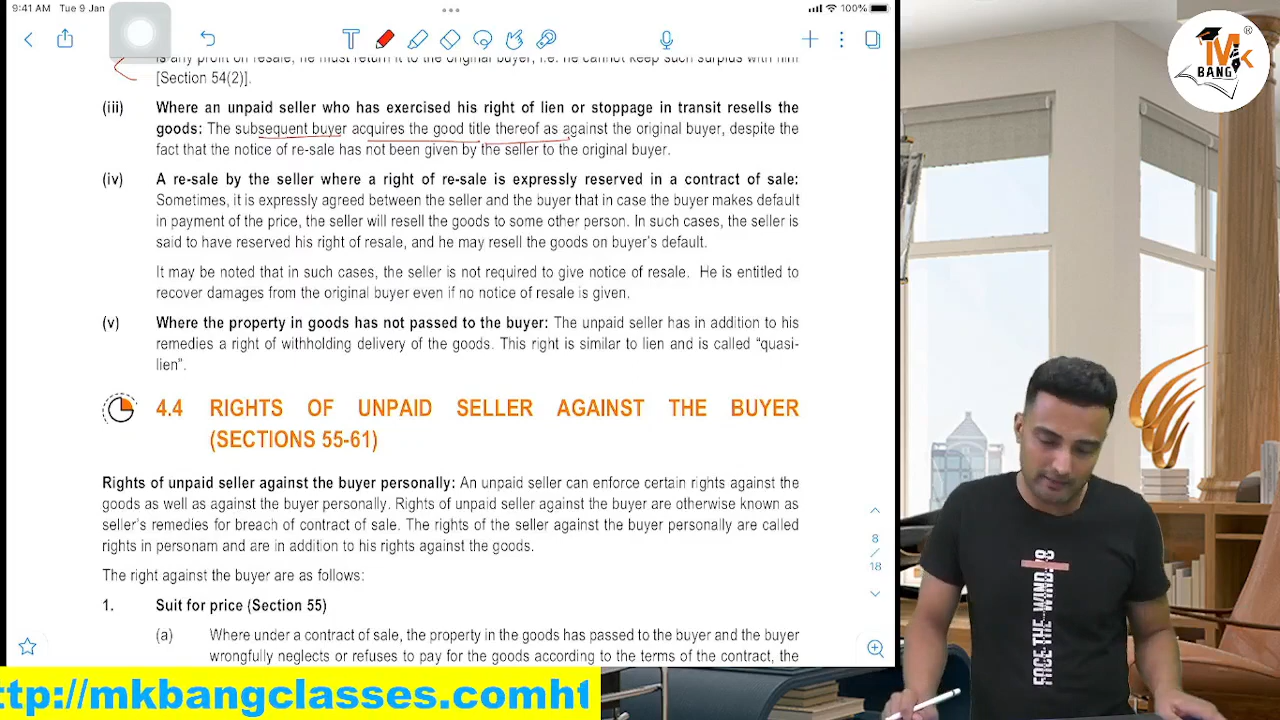 9:41 AM Tue 9 Jan
100%
is any profit on resale, he must return it to the original buyer, i.e. he cannot keep such surplus with him
[Section 54(2)].
(iii) Where an unpaid seller who has exercised his right of lien or stoppage in transit resells the
goods: The subsequent buyer acquires the good title thereof as against the original buyer, despite the
fact that the notice of re-sale has not been given by the seller to the original buyer.
(iv) A re-sale by the seller where a right of re-sale is expressly reserved in a contract of sale:
Sometimes, it is expressly agreed between the seller and the buyer that in case the buyer makes default
in payment of the price, the seller will resell the goods to some other person. In such cases, the seller is
said to have reserved his right of resale, and he may resell the goods on buyer's default.
It may be noted that in such cases, the seller is not required to give notice of resale. He is entitled to
recover damages from the original buyer even if no notice of resale is given.
(v) Where the property in goods has not passed to the buyer: The unpaid seller has in addition to his
remedies a right of withholding delivery of the goods. This right is similar to lien and is called “quasi-
lien”.
4.4 RIGHTS OF UNPAID SELLER AGAINST THE BUYER
(SECTIONS 55-61)
Rights of unpaid seller against the buyer personally: An unpaid seller can enforce certain rights against the
goods as well as against the buyer personally. Rights of unpaid seller against the buyer are otherwise known as
seller's remedies for breach of contract of sale. The rights of the seller against the buyer personally are called
rights in personam and are in addition to his rights against the goods.
The right against the buyer are as follows:
1. Suit for price (Section 55)
(a) Where under a contract of sale, the property in the goods has passed to the buyer and the buyer
wrongfully neglects or refuses to pay for the goods according to the terms of the contract, the
8
/
18
MK
BANG
®
FACE THE WIND
ttp://mkbangclasses.comht